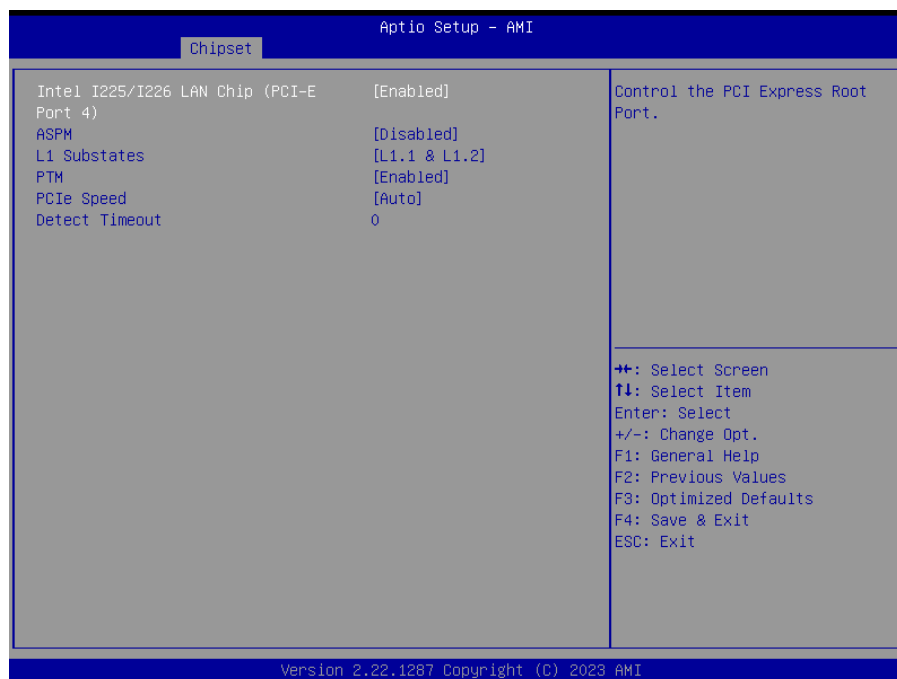 Aptio Setup - AMI
Chipset
Intel I225/I226 LAN Chip (PCI-E [Enabled]
Port 4)
ASPM [Disabled]
L1 Substates [L1.1 & L1.2]
PTM [Enabled]
PCIe Speed [Auto]
Detect Timeout 0
Control the PCI Express Root
Port.
→←: Select Screen
↑↓: Select Item
Enter: Select
+/-: Change Opt.
F1: General Help
F2: Previous Values
F3: Optimized Defaults
F4: Save & Exit
ESC: Exit
Version 2.22.1287 Copyright (C) 2023 AMI